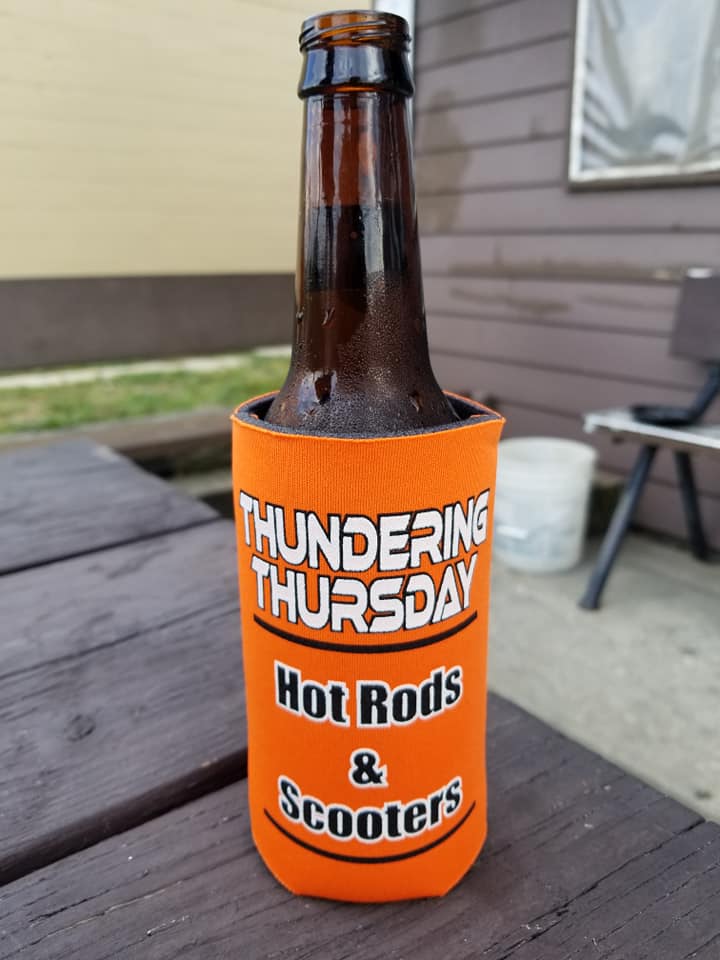 THUNDERING
THURSDAY
Hot Rods
&
Scooters